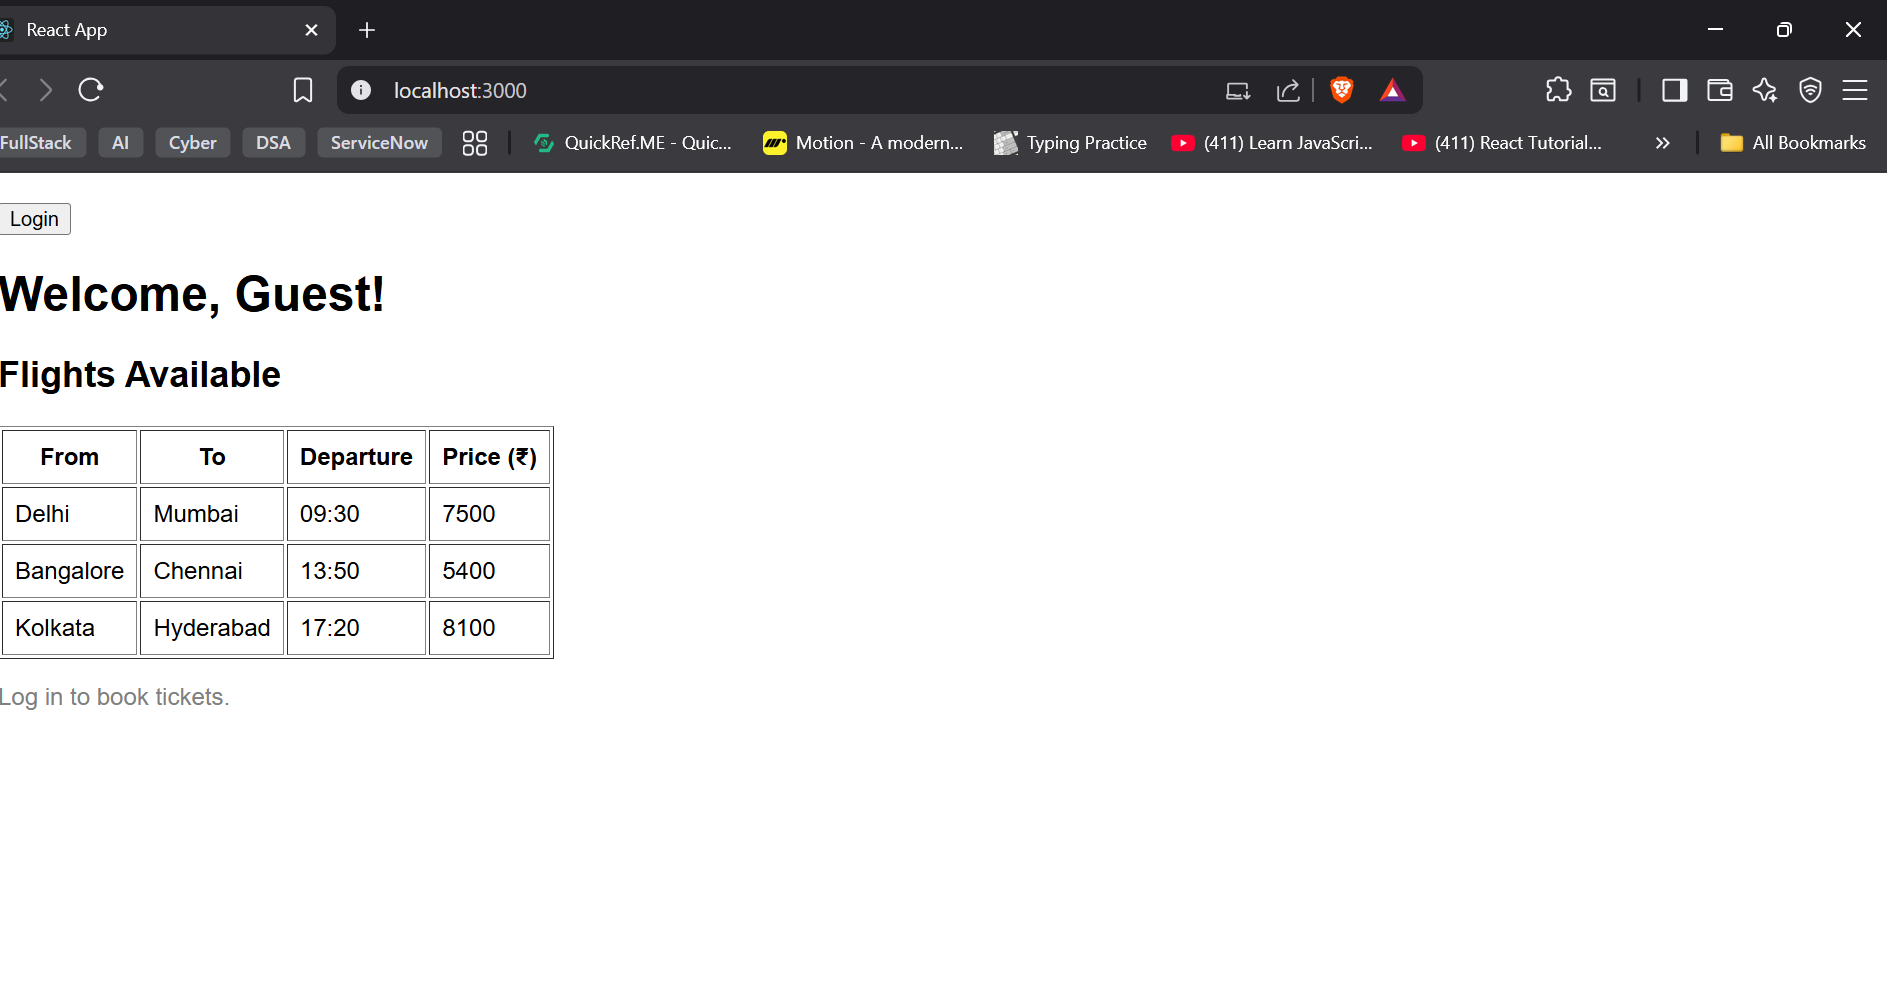 React App
localhost:3000
FullStack AI Cyber DSA ServiceNow QuickRef.ME - Quic... Motion - A modern... Typing Practice (411) Learn JavaScri... (411) React Tutorial... » All Bookmarks
Login
Welcome, Guest!
Flights Available
From To Departure Price (₹)
Delhi Mumbai 09:30 7500
Bangalore Chennai 13:50 5400
Kolkata Hyderabad 17:20 8100
Log in to book tickets.